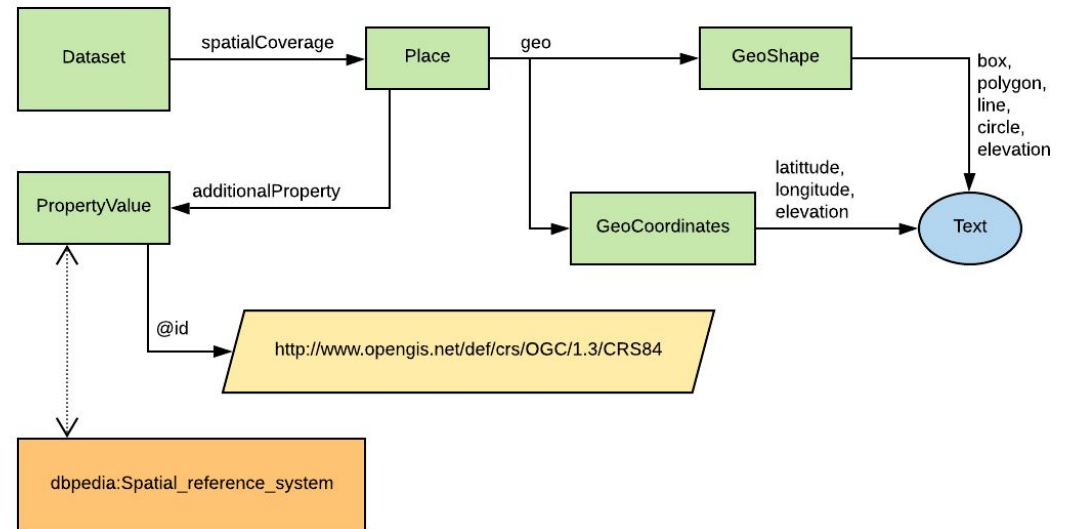 Dataset
spatialCoverage
Place
geo
GeoShape
box,
polygon,
line,
circle,
elevation
PropertyValue
additionalProperty
GeoCoordinates
latittude,
longitude,
elevation
Text
@id
http://www.opengis.net/def/crs/OGC/1.3/CRS84
dbpedia:Spatial_reference_system